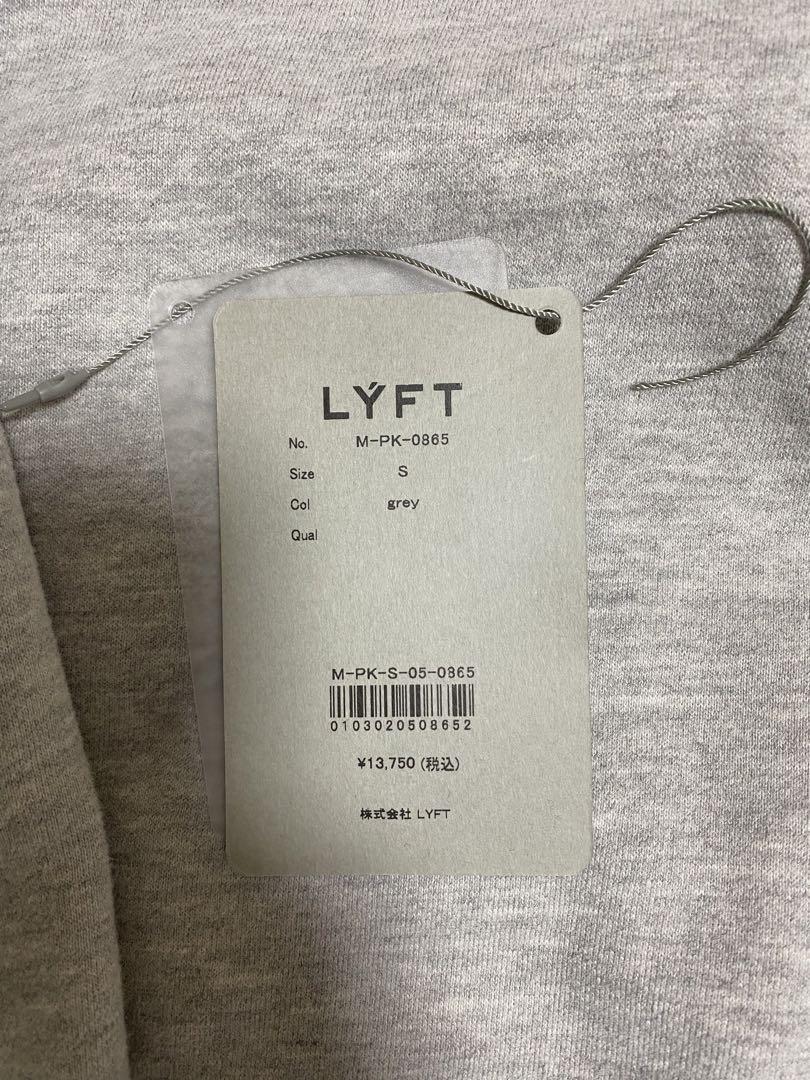 LÝFT
No. M-PK-0865
Size S
Col grey
Qual
M-PK-S-05-0865
0103020508652
¥13,750 (税込)
株式会社 LYFT